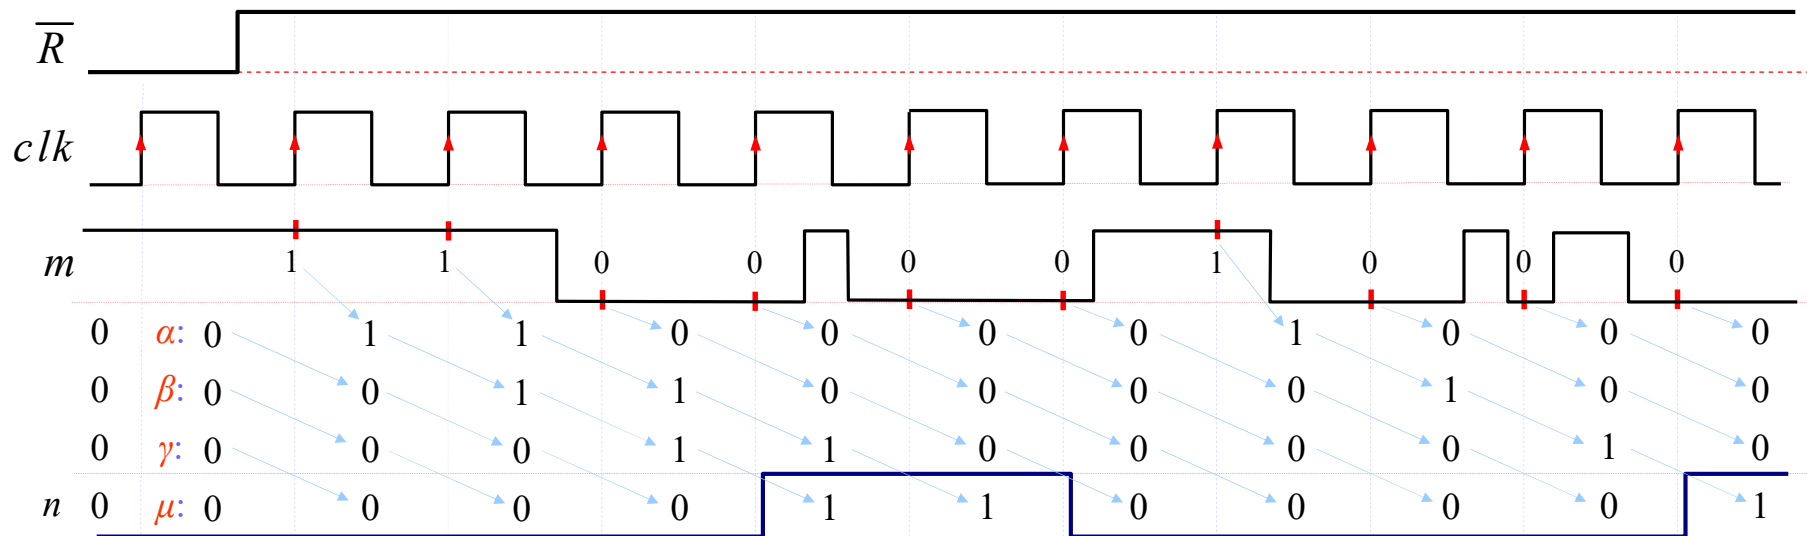 R
clk
m
1 1 0 0 0 0 1 0 0 0
0 α: 0 1 1 0 0 0 0 1 0 0 0
0 β: 0 0 1 1 0 0 0 0 1 0 0
0 γ: 0 0 0 1 1 0 0 0 0 1 0
n 0 μ: 0 0 0 0 1 1 0 0 0 0 1